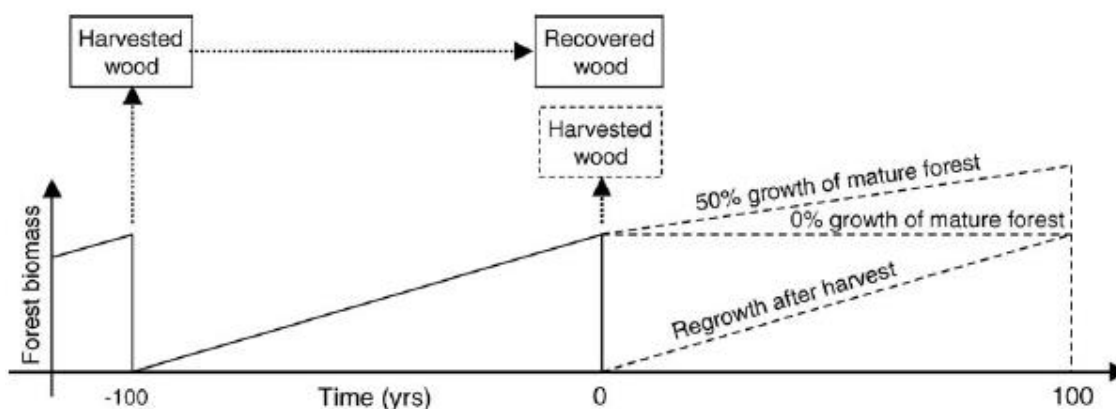 Harvested
wood
Recovered
wood
Harvested
wood
50% growth of mature forest
0% growth of mature forest
Regrowth after harvest
Forest biomass
-100
Time (yrs)
0
100